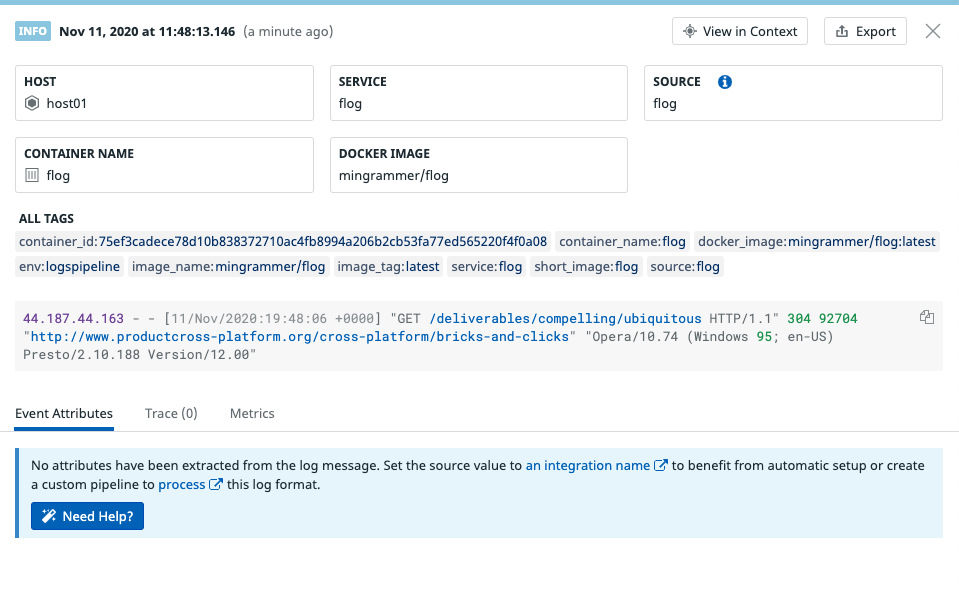 INFO Nov 11, 2020 at 11:48:13.146 (a minute ago) View in Context Export
HOST SERVICE SOURCE
host01 flog flog
CONTAINER NAME DOCKER IMAGE
flog mingrammer/flog
ALL TAGS
container_id:75ef3cadece78d10b838372710ac4fb8994a206b2cb53fa77ed565220f4f0a08 container_name:flog docker_image:mingrammer/flog:latest
env:logspipeline image_name:mingrammer/flog image_tag:latest service:flog short_image:flog source:flog
44.187.44.163 - - [11/Nov/2020:19:48:06 +0000] "GET /deliverables/compelling/ubiquitous HTTP/1.1" 304 92704
"http://www.productcross-platform.org/cross-platform/bricks-and-clicks" "Opera/10.74 (Windows 95; en-US)
Presto/2.10.188 Version/12.00"
Event Attributes Trace (0) Metrics
No attributes have been extracted from the log message. Set the source value to an integration name to benefit from automatic setup or create
a custom pipeline to process this log format.
Need Help?